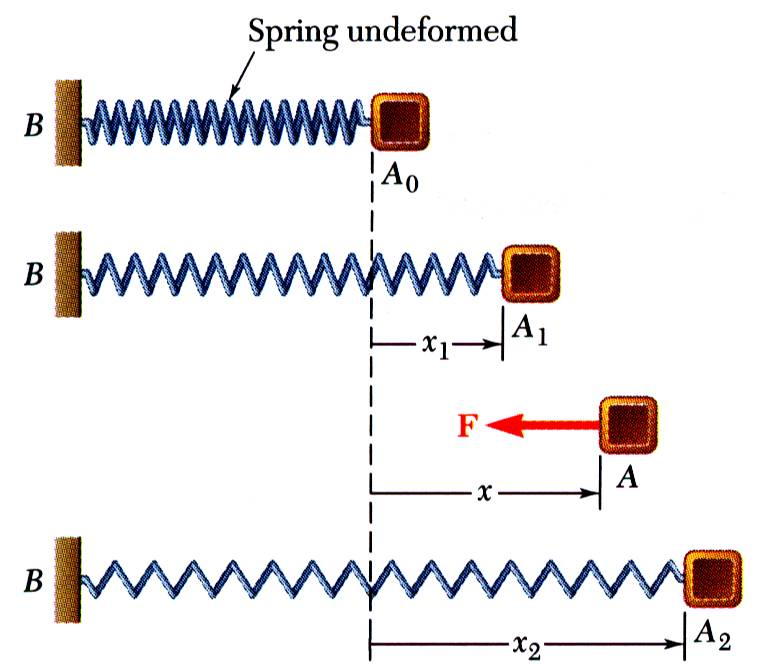 Spring undeformed
B
A₀
B
A₁
x₁
F
A
x
B
A₂
x₂